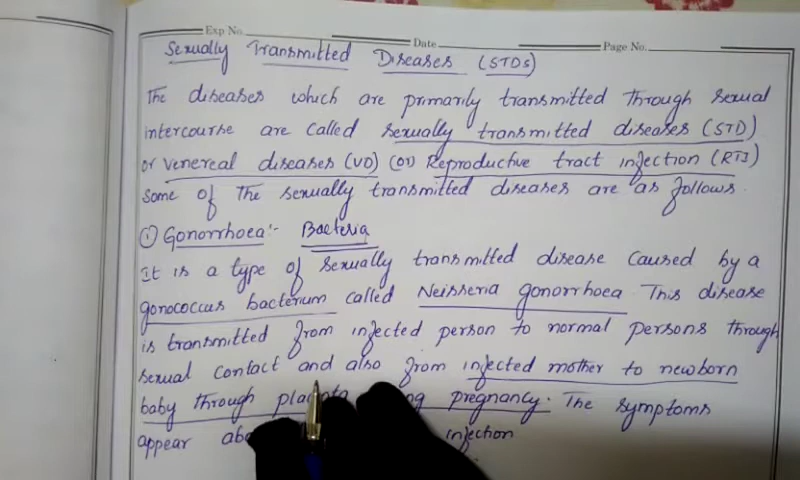 Exp No.
Date
Page No.
Sexually Transmitted Diseases (STDs)
The diseases which are primarily transmitted through sexual
intercourse are called sexually transmitted diseases (STD)
or venereal diseases (VD) (or) Reproductive tract infection (RTI)
Some of the sexually transmitted diseases are as follows.
① Gonorrhoea:- Bacteria
It is a type of sexually transmitted disease caused by a
gonococcus bacterium called Neisseria gonorrhoea This disease
is transmitted from infected person to normal persons through
sexual contact and also from infected mother to newborn
baby through pregnancy. The symptoms
appear infection